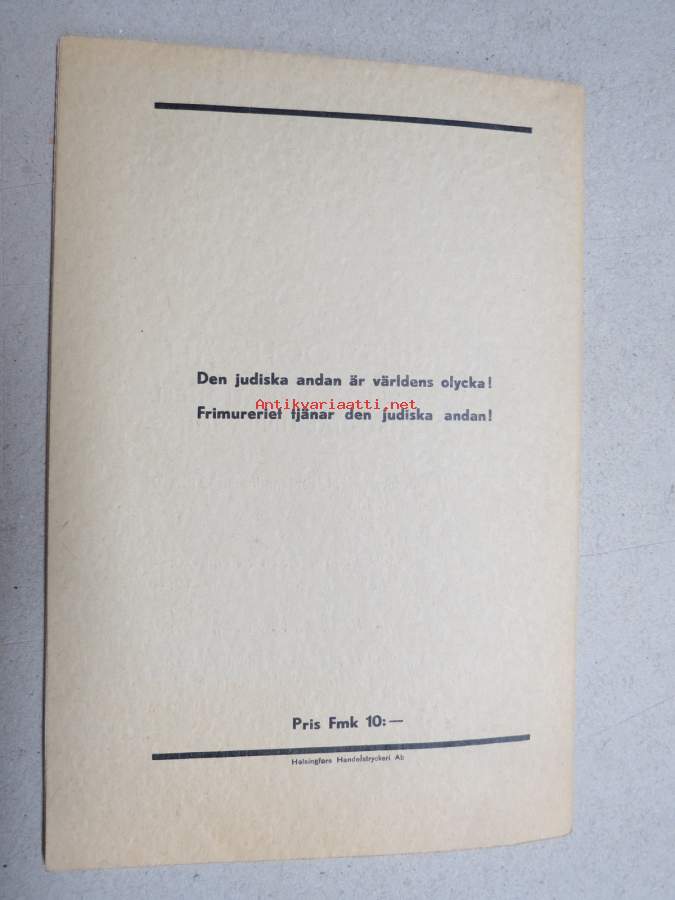 Den judiska andan är världens olycka!
Antikvariaatti.net
Frimureriet tjänar den judiska andan!
Pris Fmk 10:—
Helsingfors Handelstryckeri Ab